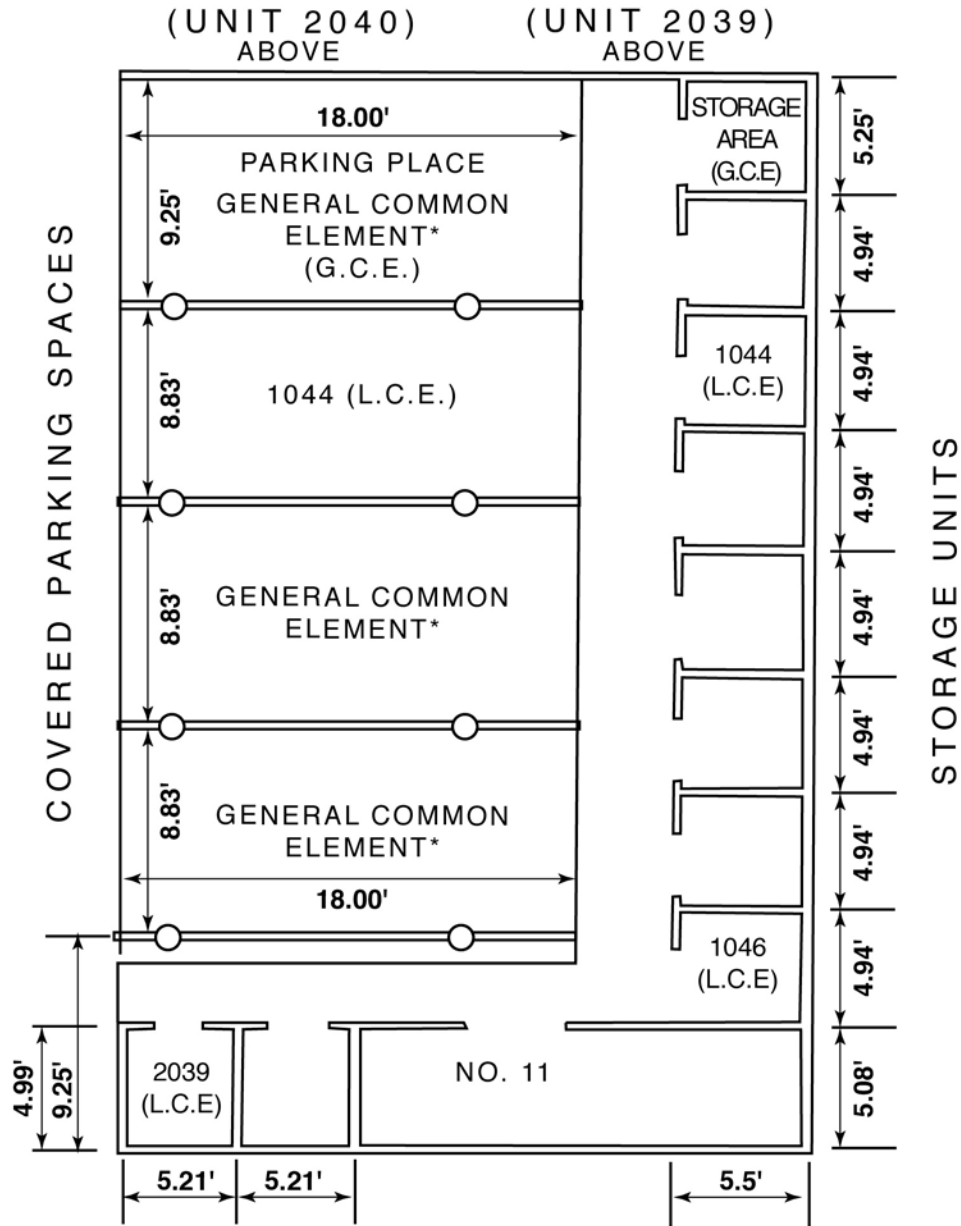 (UNIT 2040)
ABOVE
(UNIT 2039)
ABOVE
18.00'
PARKING PLACE
GENERAL COMMON
ELEMENT*
(G.C.E.)
9.25'
STORAGE
AREA
(G.C.E)
5.25'
4.94'
COVERED PARKING SPACES
8.83'
1044 (L.C.E.)
1044
(L.C.E)
4.94'
4.94'
STORAGE UNITS
8.83'
GENERAL COMMON
ELEMENT*
4.94'
4.94'
8.83'
GENERAL COMMON
ELEMENT*
18.00'
4.94'
1046
(L.C.E)
4.94'
4.99'
9.25'
2039
(L.C.E)
NO. 11
5.08'
5.21'
5.21'
5.5'